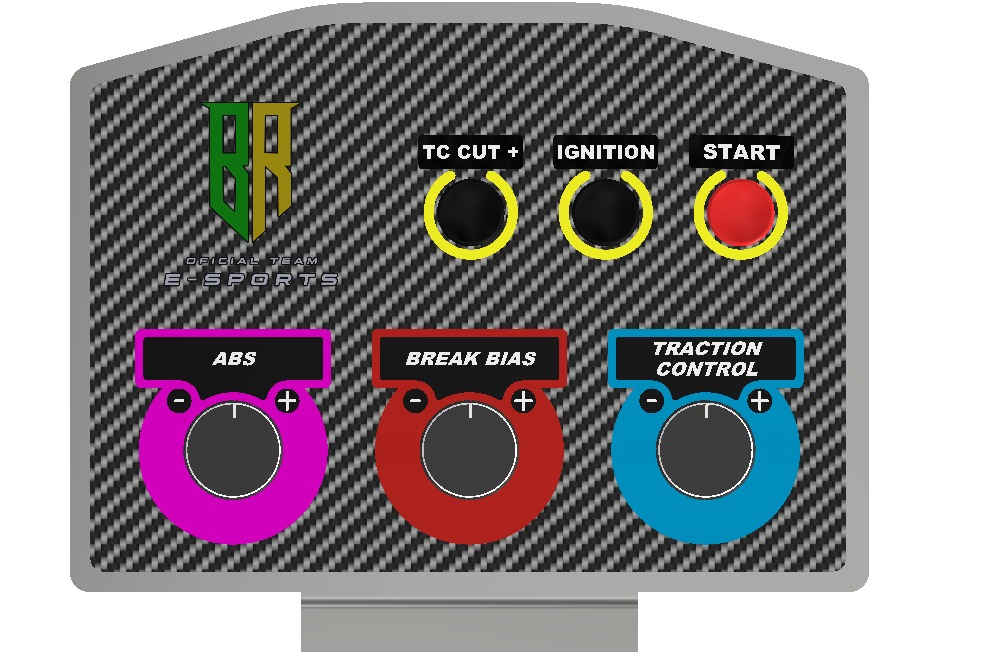 BR
OFICIAL TEAM
E-SPORTS
TC CUT +
IGNITION
START
ABS
- +
BREAK BIAS
- +
TRACTION
CONTROL
- +